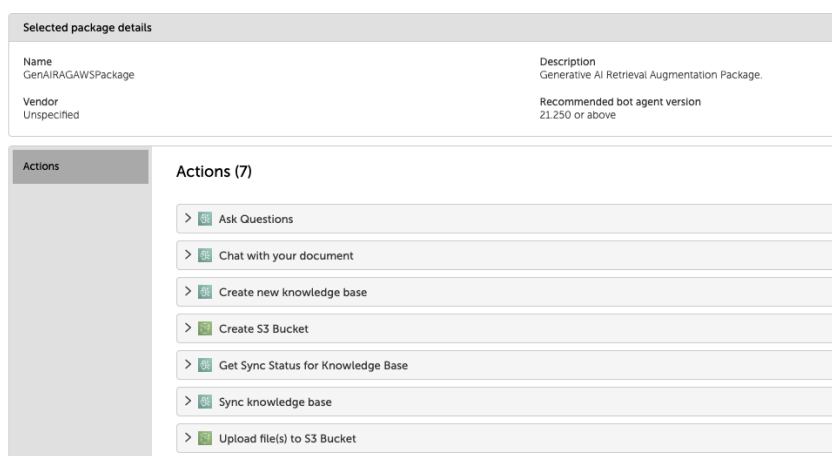 Selected package details
Name
GenAIRAGAWSPackage
Description
Generative AI Retrieval Augmentation Package.
Vendor
Unspecified
Recommended bot agent version
21.250 or above
Actions
Actions (7)
Ask Questions
Chat with your document
Create new knowledge base
Create S3 Bucket
Get Sync Status for Knowledge Base
Sync knowledge base
Upload file(s) to S3 Bucket